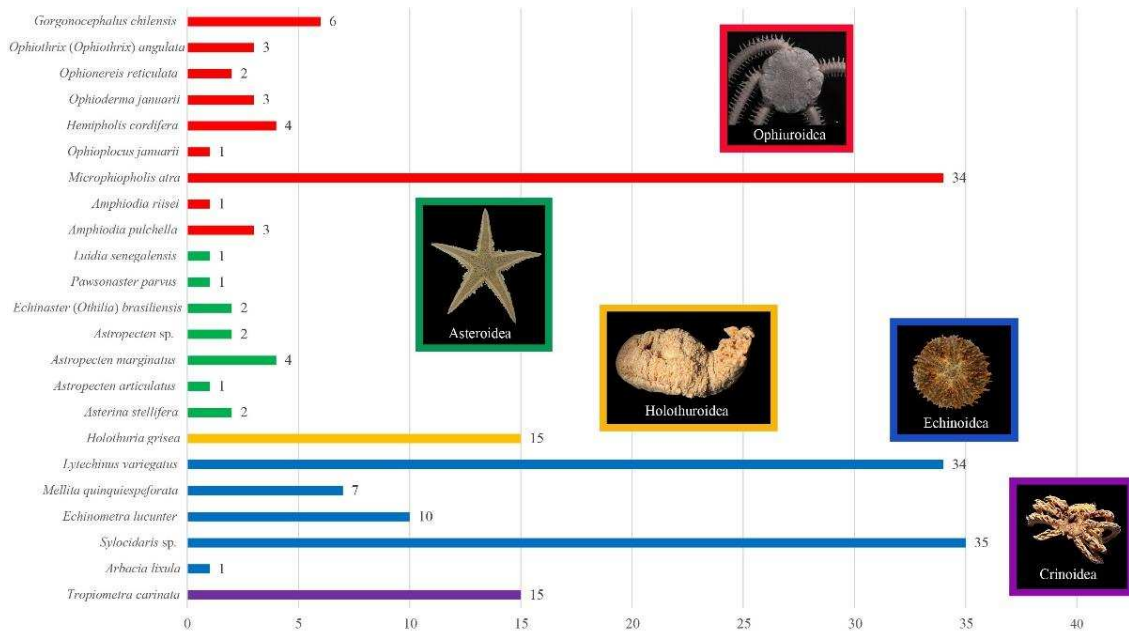 Gorgonocephalus chilensis 6
Ophiothrix (Ophiothrix) angulata 3
Ophionereis reticulata 2
Ophioderma januarii 3
Hemipholis cordifera 4
Ophioplocus januarii 1
Microphiopholis atra 34
Amphiodia riisei 1
Amphiodia pulchella 3
Luidia senegalensis 1
Pawsonaster parvus 1
Echinaster (Othilia) brasiliensis 2
Astropecten sp. 2
Astropecten marginatus 4
Astropecten articulatus 1
Asterina stellifera 2
Holothuria grisea 15
Lytechinus variegatus 34
Mellita quinquiespeforata 7
Echinometra lucunter 10
Sylocidaris sp. 35
Arbacia lixula 1
Tropiometra carinata 15
0 5 10 15 20 25 30 35 40
Ophiuroidea
Asteroidea
Holothuroidea
Echinoidea
Crinoidea